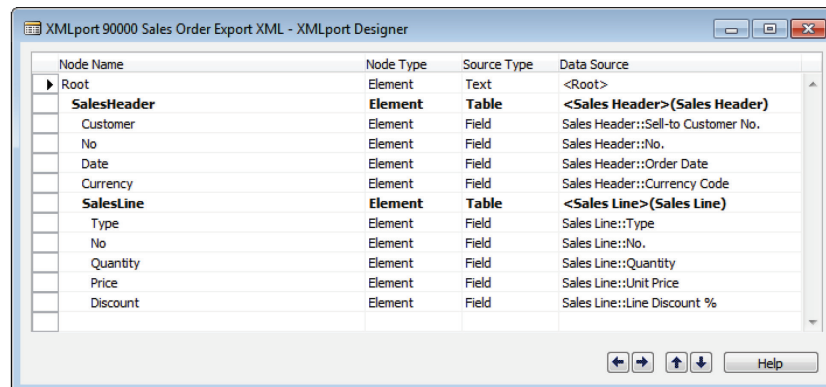 XMLport 90000 Sales Order Export XML - XMLport Designer
Node Name Node Type Source Type Data Source
Root Element Text <Root>
SalesHeader Element Table <Sales Header>(Sales Header)
Customer Element Field Sales Header::Sell-to Customer No.
No Element Field Sales Header::No.
Date Element Field Sales Header::Order Date
Currency Element Field Sales Header::Currency Code
SalesLine Element Table <Sales Line>(Sales Line)
Type Element Field Sales Line::Type
No Element Field Sales Line::No.
Quantity Element Field Sales Line::Quantity
Price Element Field Sales Line::Unit Price
Discount Element Field Sales Line::Line Discount %
Help